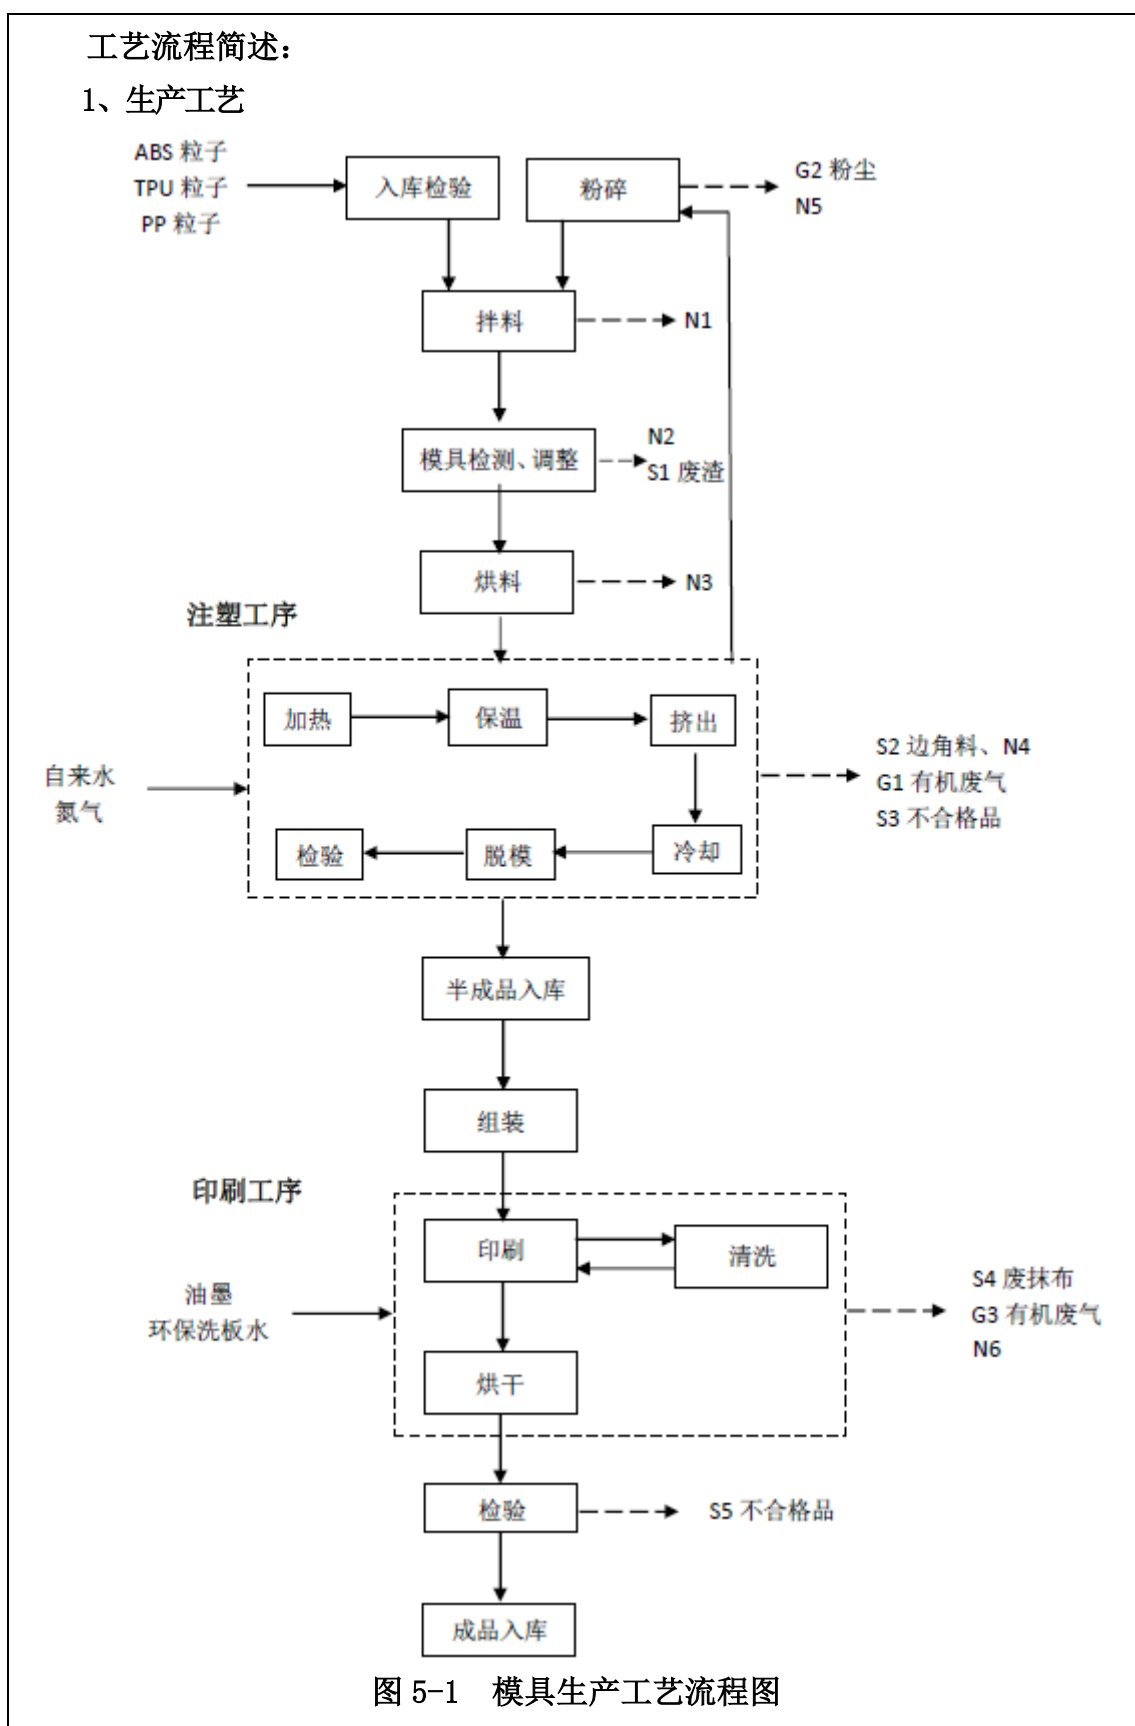 工艺流程简述：
1、生产工艺
ABS 粒子
TPU 粒子
PP 粒子
入库检验
粉碎
G2 粉尘
N5
拌料
N1
模具检测、调整
N2
S1 废渣
烘料
N3
注塑工序
加热
保温
挤出
自来水
氮气
S2 边角料、N4
G1 有机废气
S3 不合格品
检验
脱模
冷却
半成品入库
组装
印刷工序
印刷
清洗
油墨
环保洗板水
S4 废抹布
G3 有机废气
N6
烘干
检验
S5 不合格品
成品入库
图 5-1 模具生产工艺流程图